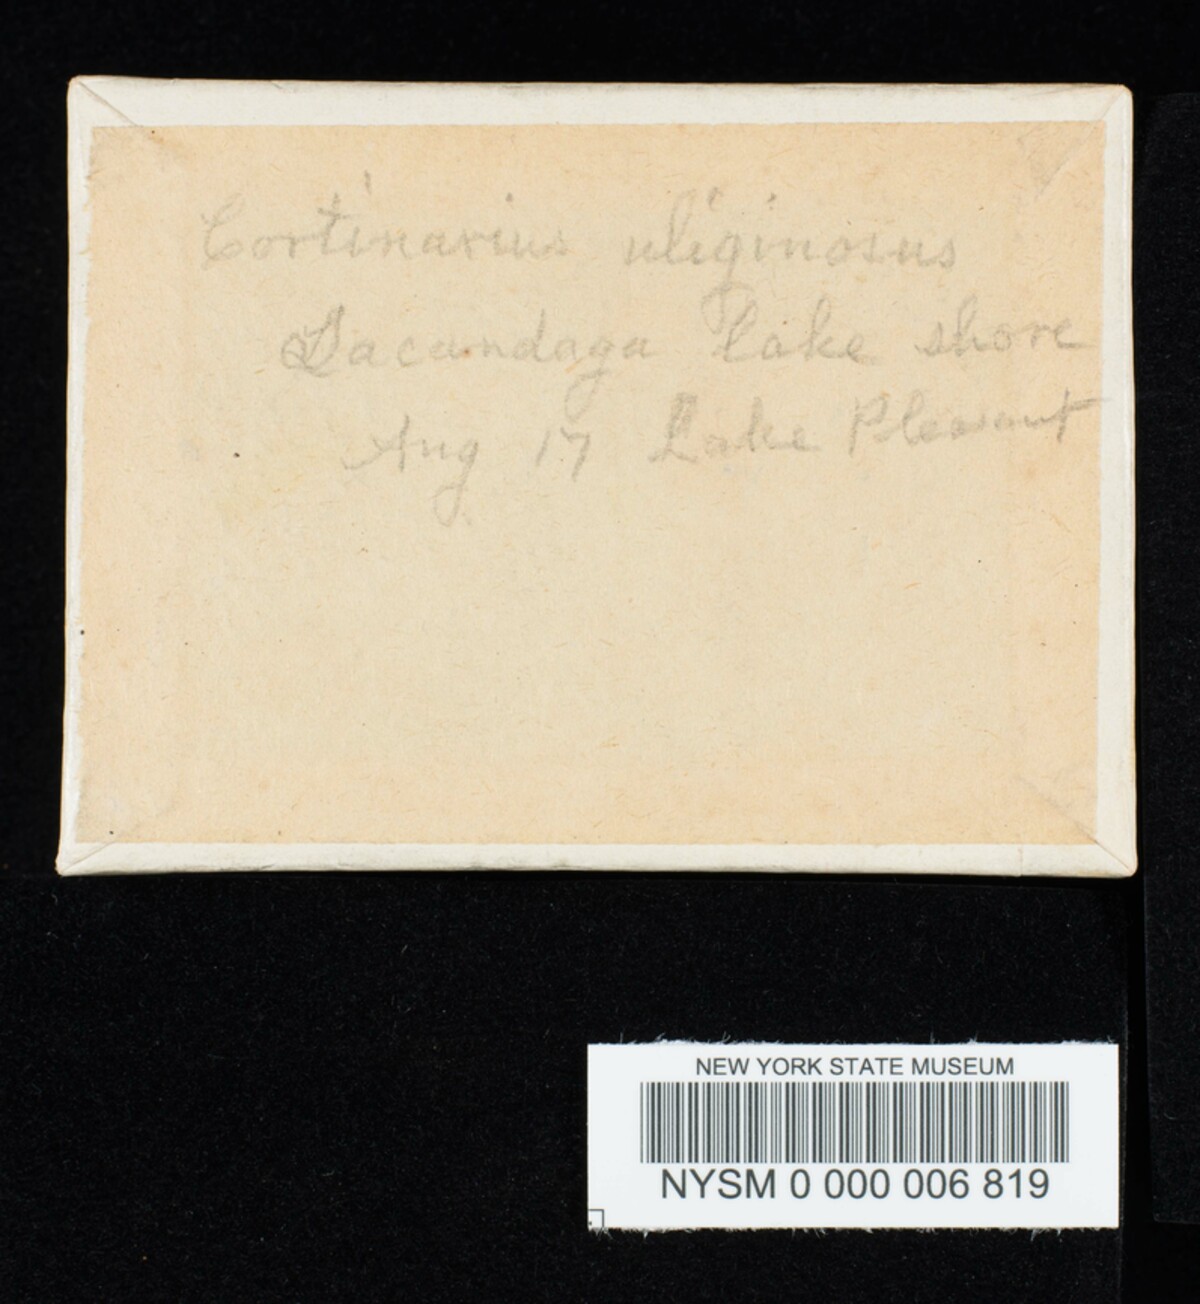 Cortinarius uliginosus
Sacandaga lake shore
Aug 17 Lake Pleasant
NEW YORK STATE MUSEUM
NYSM 0 000 006 819